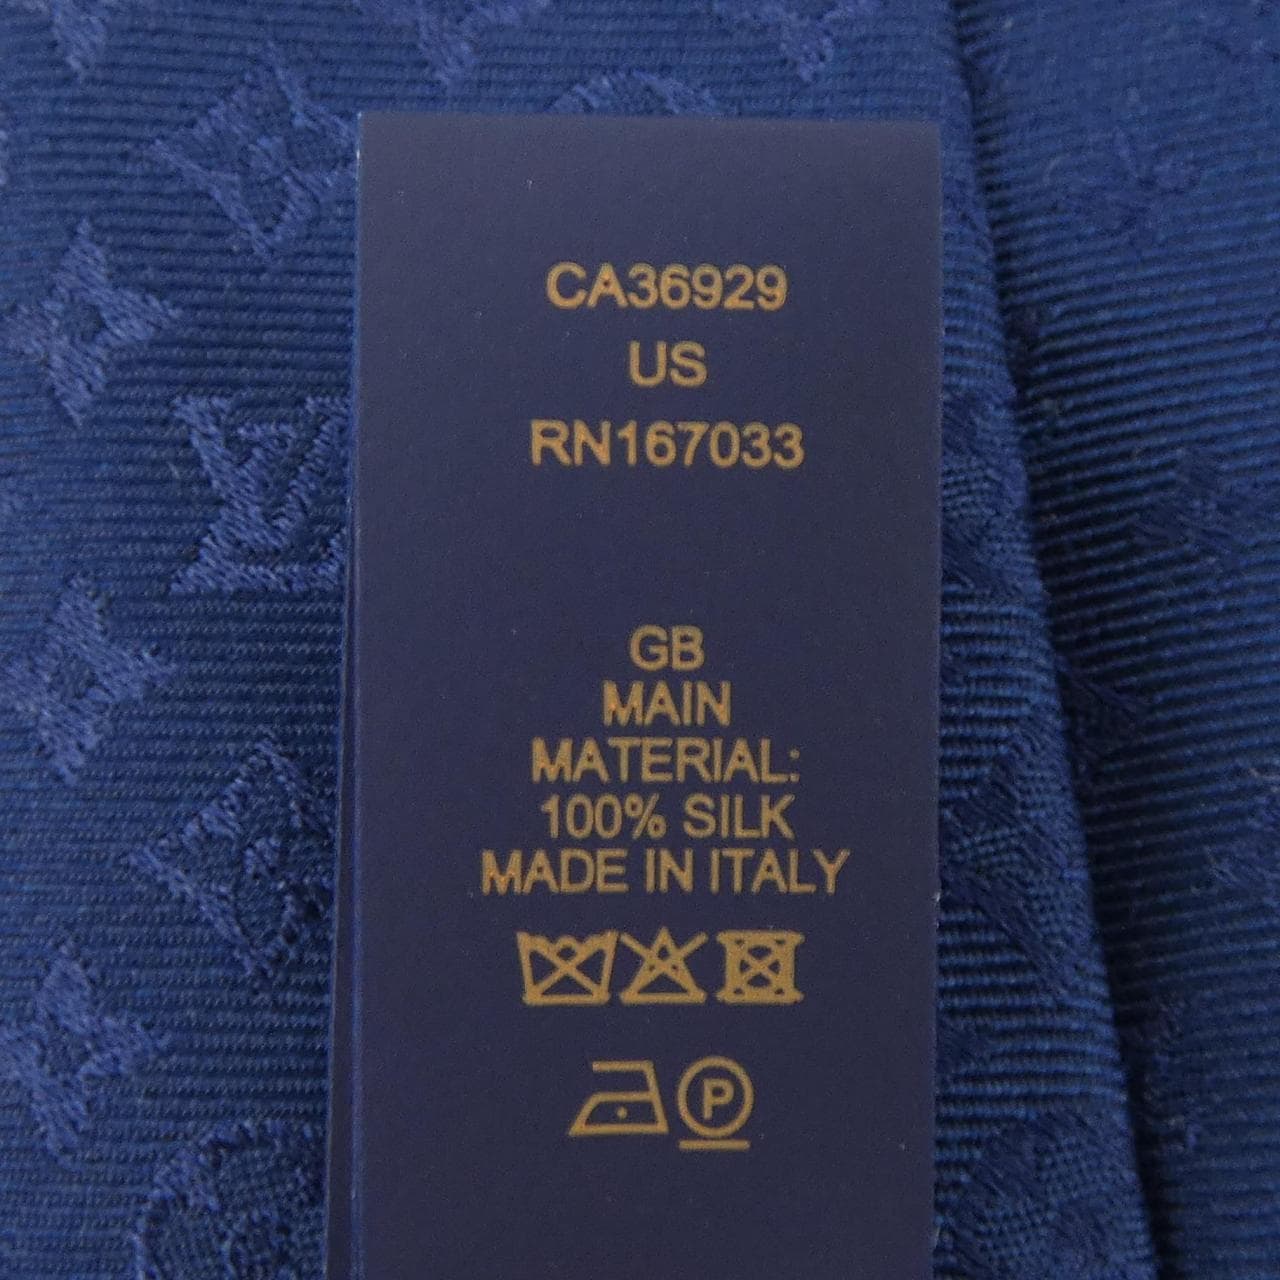 CA36929
US
RN167033
GB
MAIN
MATERIAL:
100% SILK
MADE IN ITALY
P